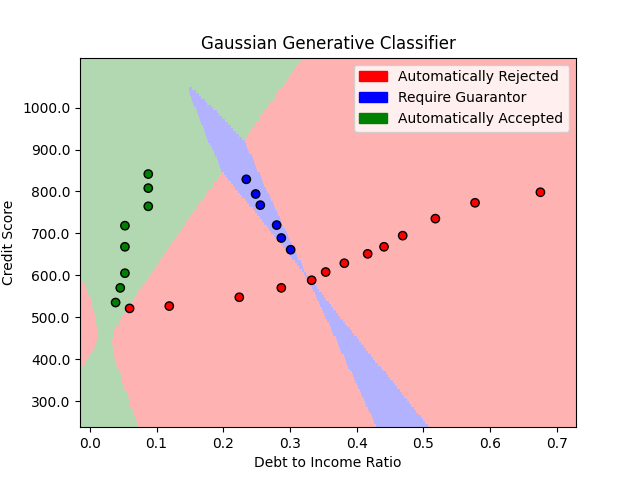 Gaussian Generative Classifier
Automatically Rejected
Require Guarantor
Automatically Accepted
Credit Score
1000.0
900.0
800.0
700.0
600.0
500.0
400.0
300.0
0.0 0.1 0.2 0.3 0.4 0.5 0.6 0.7
Debt to Income Ratio